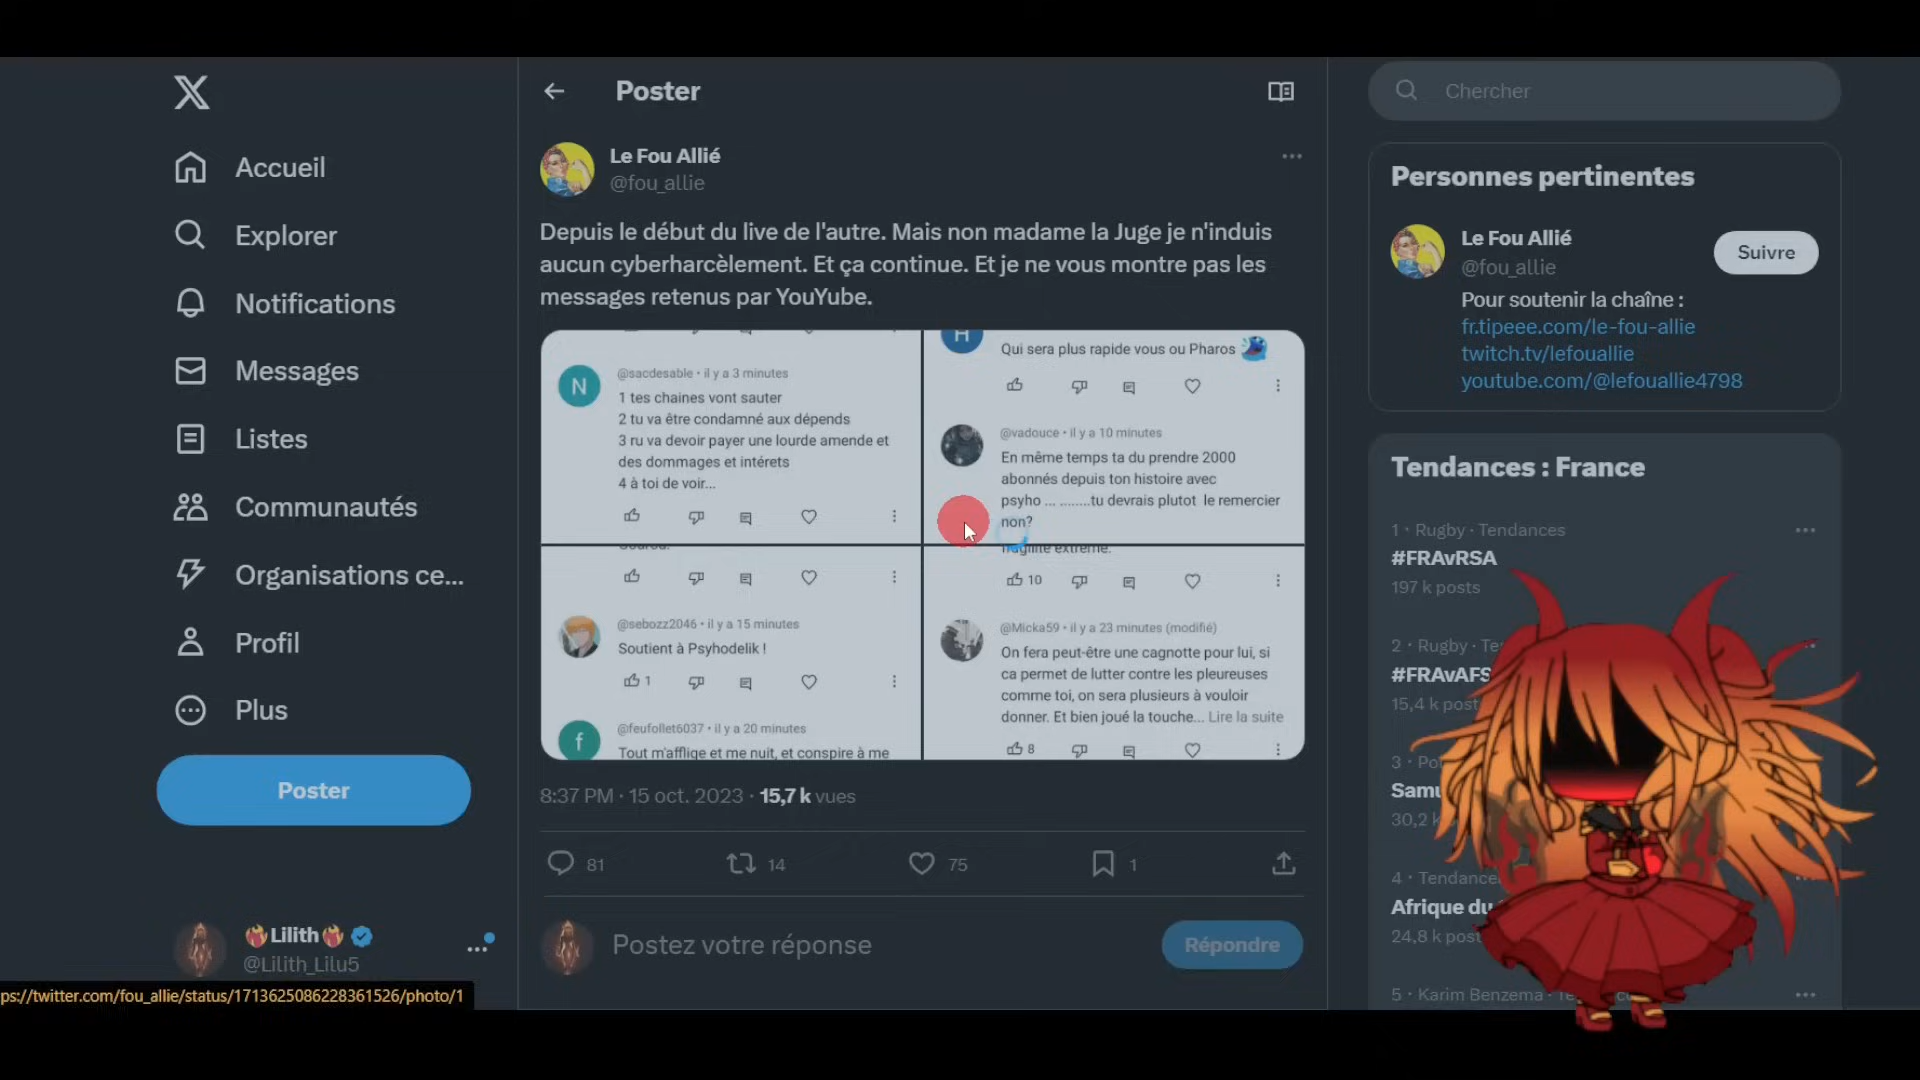 Accueil
Explorer
Notifications
Messages
Listes
Communautés
Organisations ce...
Profil
Plus
Poster
Lilith
@Lilith_Lilu5
ps://twitter.com/fou_allie/status/1713625086228361526/photo/1
Poster
Le Fou Allié
@fou_allie
Depuis le début du live de l'autre. Mais non madame la Juge je n'induis
aucun cyberharcèlement. Et ça continue. Et je ne vous montre pas les
messages retenus par YouYube.
N
@sacdesable • il y a 3 minutes
1 tes chaines vont sauter
2 tu va être condamné aux dépends
3 ru va devoir payer une lourde amende et
des dommages et intérets
4 à toi de voir...
H
Qui sera plus rapide vous ou Pharos
@vadouce • il y a 10 minutes
En même temps ta du prendre 2000
abonnés depuis ton histoire avec
psyho ... ........tu devrais plutot le remercier
non?
@sebozz2046 • il y a 15 minutes
Soutient à Psyhodelik !
1
f
@feufollet6037 • il y a 20 minutes
Tout m'afflige et me nuit, et conspire à me
extreme.
10
@Micka59 • il y a 23 minutes (modifié)
On fera peut-être une cagnotte pour lui, si
ca permet de lutter contre les pleureuses
comme toi, on sera plusieurs à vouloir
donner. Et bien joué la touche... Lire la suite
8
8:37 PM · 15 oct. 2023 · 15,7 k vues
81
14
75
1
Postez votre réponse
Répondre
Chercher
Personnes pertinentes
Le Fou Allié
@fou_allie
Suivre
Pour soutenir la chaîne :
fr.tipeee.com/le-fou-allie
twitch.tv/lefouallie
youtube.com/@lefouallie4798
Tendances : France
1 · Rugby · Tendances
#FRAvRSA
197 k posts
2 · Rugby · Te
#FRAvAFS
15,4 k post
3 · Po
Samu
30,2 k
4 · Tendance
Afrique du
24,8 k post
5 · Karim Benzema ·